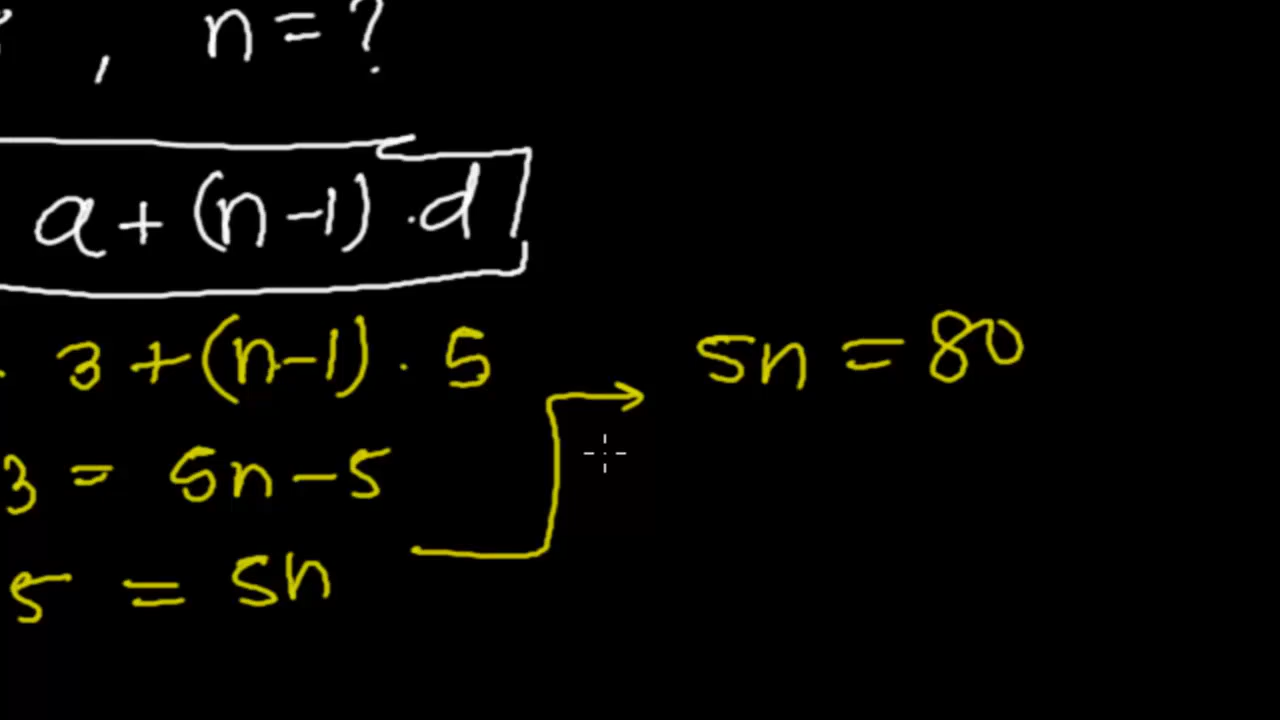 , n = ?
a + (n-1) . d
3 + (n-1) . 5
5n = 80
3 = 5n - 5
5 = 5n